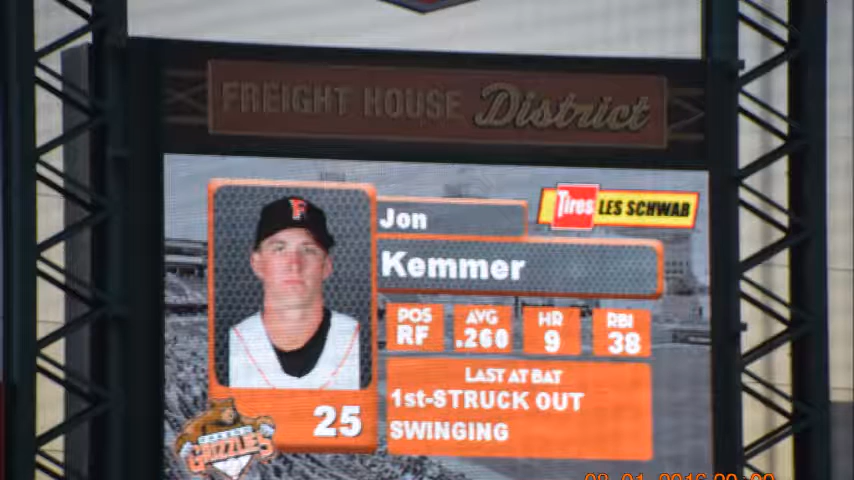 FREIGHT HOUSE District
Tires LES SCHWAB
Jon
Kemmer
F
POS AVG HR RBI
RF .260 9 38
LAST AT BAT
1st-STRUCK OUT
SWINGING
25
GRIZZLIES